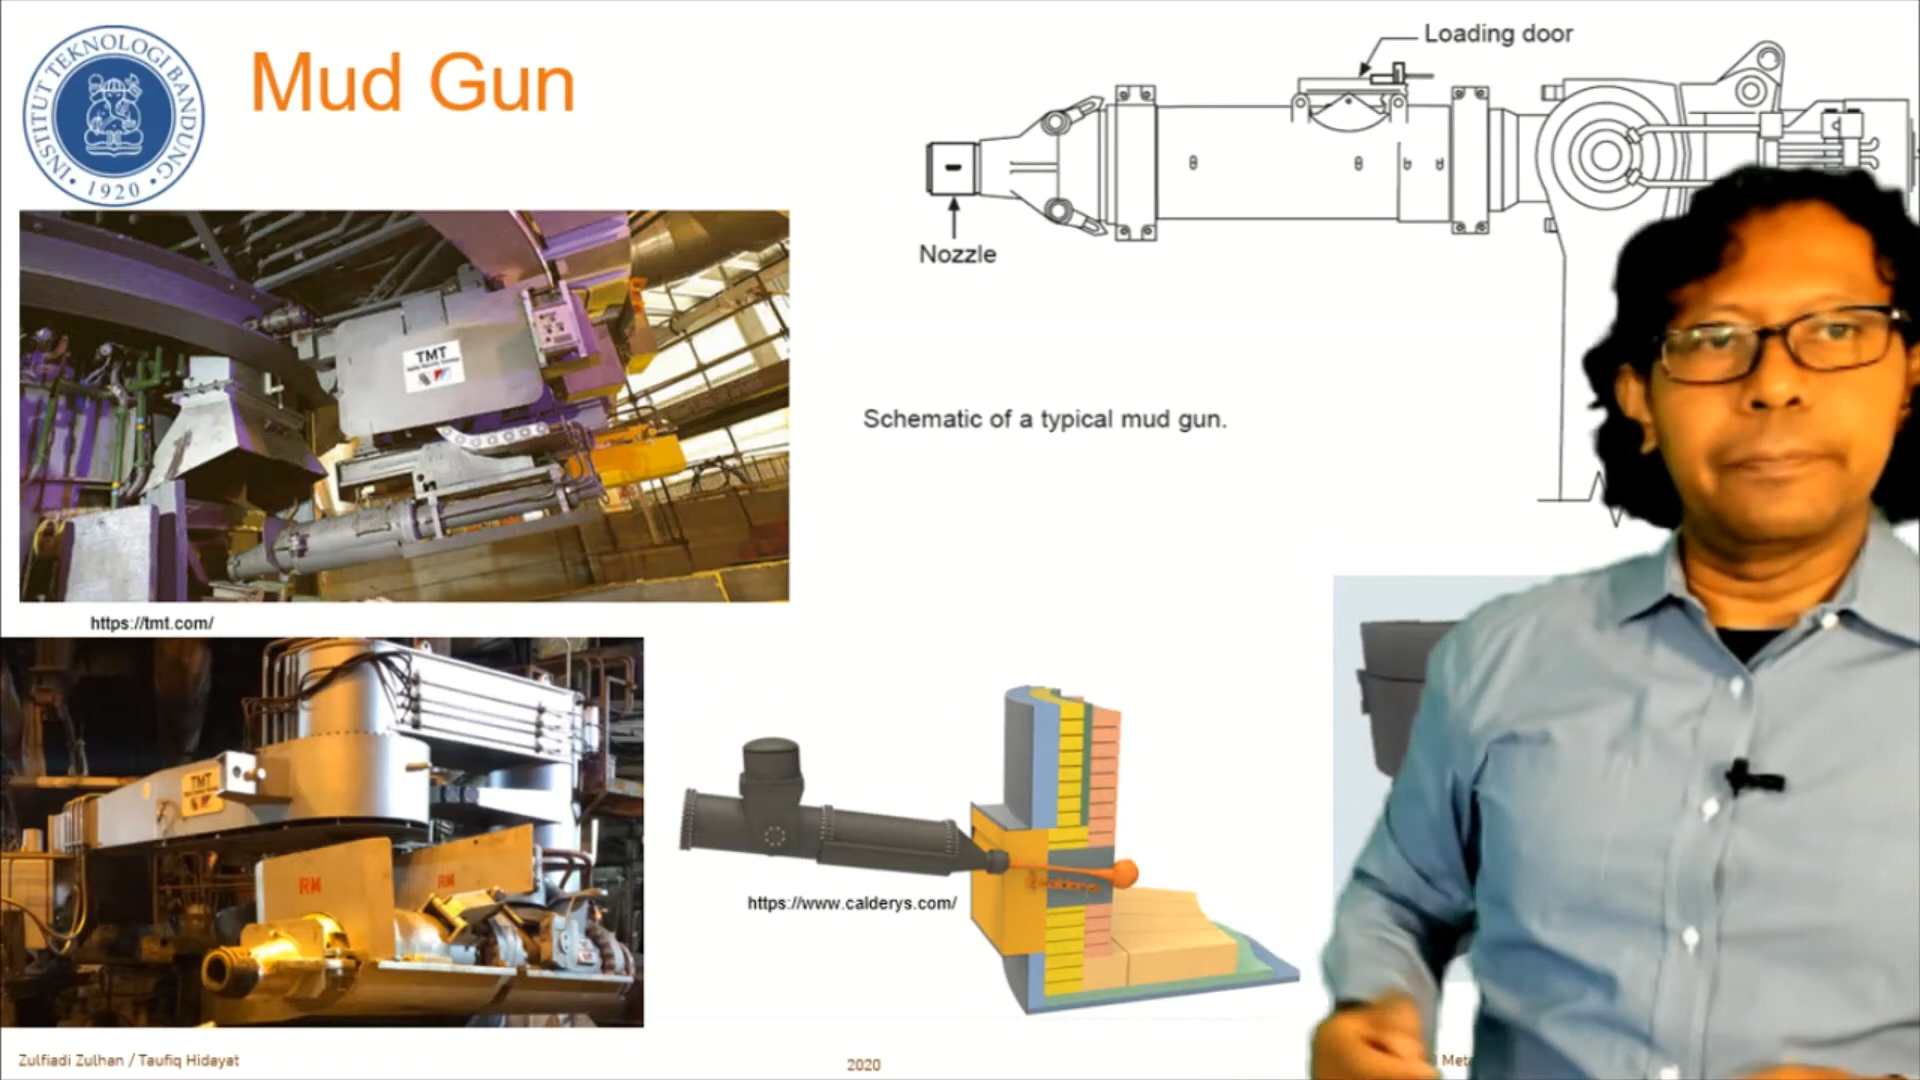 INSTITUT TEKNOLOGI BANDUNG
1920
Mud Gun
Loading door
Nozzle
TMT
Schematic of a typical mud gun.
https://tmt.com/
TMT
RM
RM
https://www.calderys.com/
Zulfiadi Zulhan / Taufiq Hidayat
2020